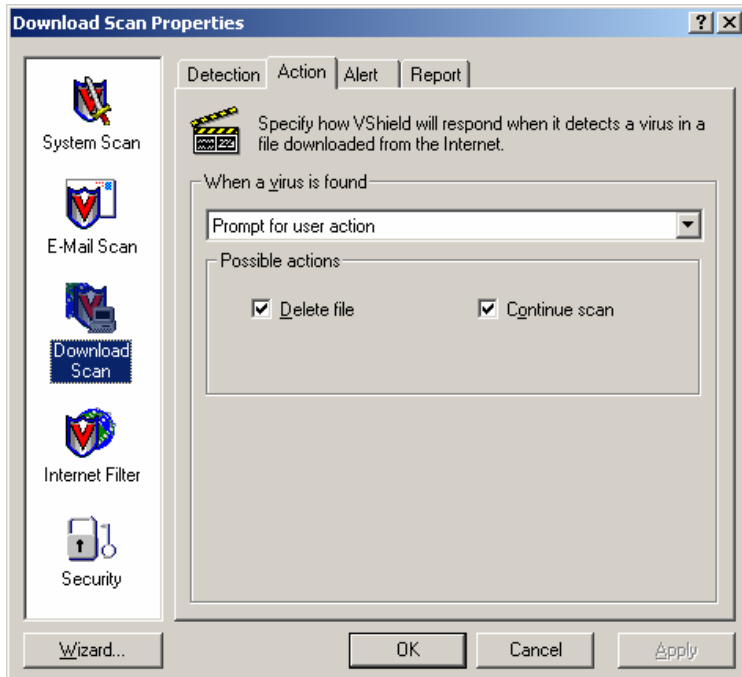 Download Scan Properties
System Scan
E-Mail Scan
Download
Scan
Internet Filter
Security
Detection
Action
Alert
Report
Specify how VShield will respond when it detects a virus in a
file downloaded from the Internet.
When a virus is found
Prompt for user action
Possible actions
Delete file
Continue scan
Wizard...
OK
Cancel
Apply